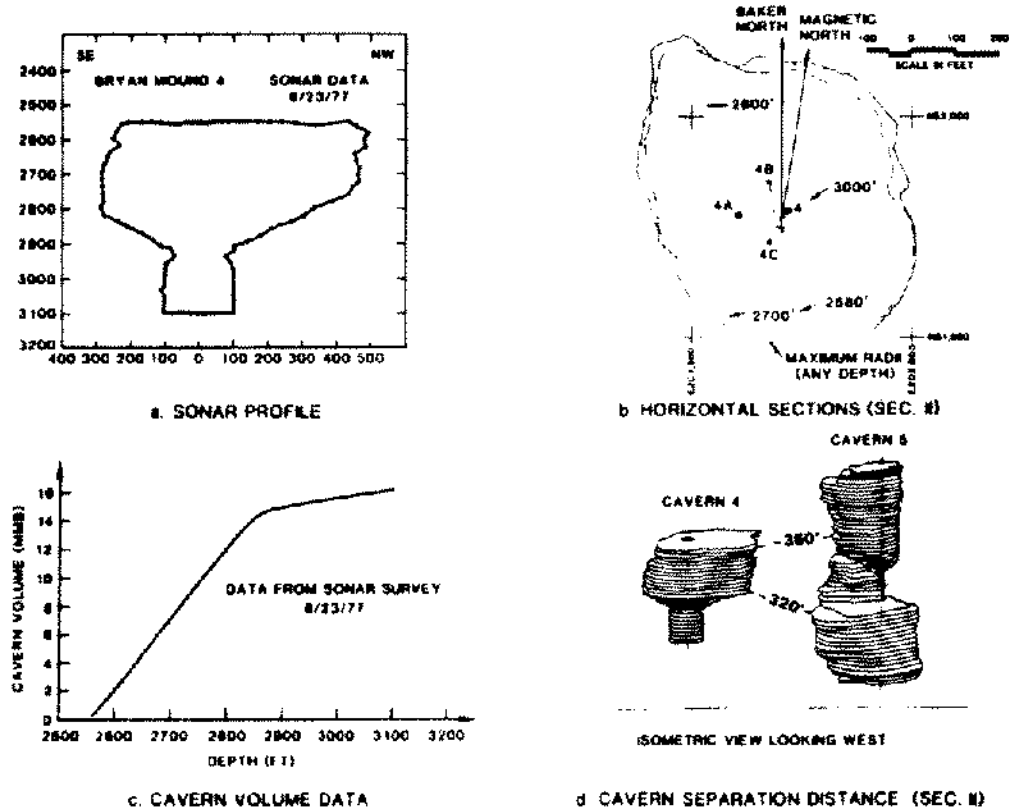 SE NW
BRYAN MOUND 4 SONAR DATA
8/23/77
2400
2500
2600
2700
2800
2900
3000
3100
3200
400 300 200 100 0 100 200 300 400 500
a. SONAR PROFILE
BAKER
NORTH
MAGNETIC
NORTH
100 0 100 200
SCALE IN FEET
2800'
4B
4A
4
4C
3000'
2700'
2580'
MAXIMUM RADII
(ANY DEPTH)
b HORIZONTAL SECTIONS (SEC. II)
CAVERN VOLUME (MMB)
16
14
12
10
8
6
4
2
0
DATA FROM SONAR SURVEY
8/23/77
2500 2600 2700 2800 2900 3000 3100 3200
DEPTH (FT)
c. CAVERN VOLUME DATA
CAVERN 5
CAVERN 4
320'
ISOMETRIC VIEW LOOKING WEST
d CAVERN SEPARATION DISTANCE (SEC. II)